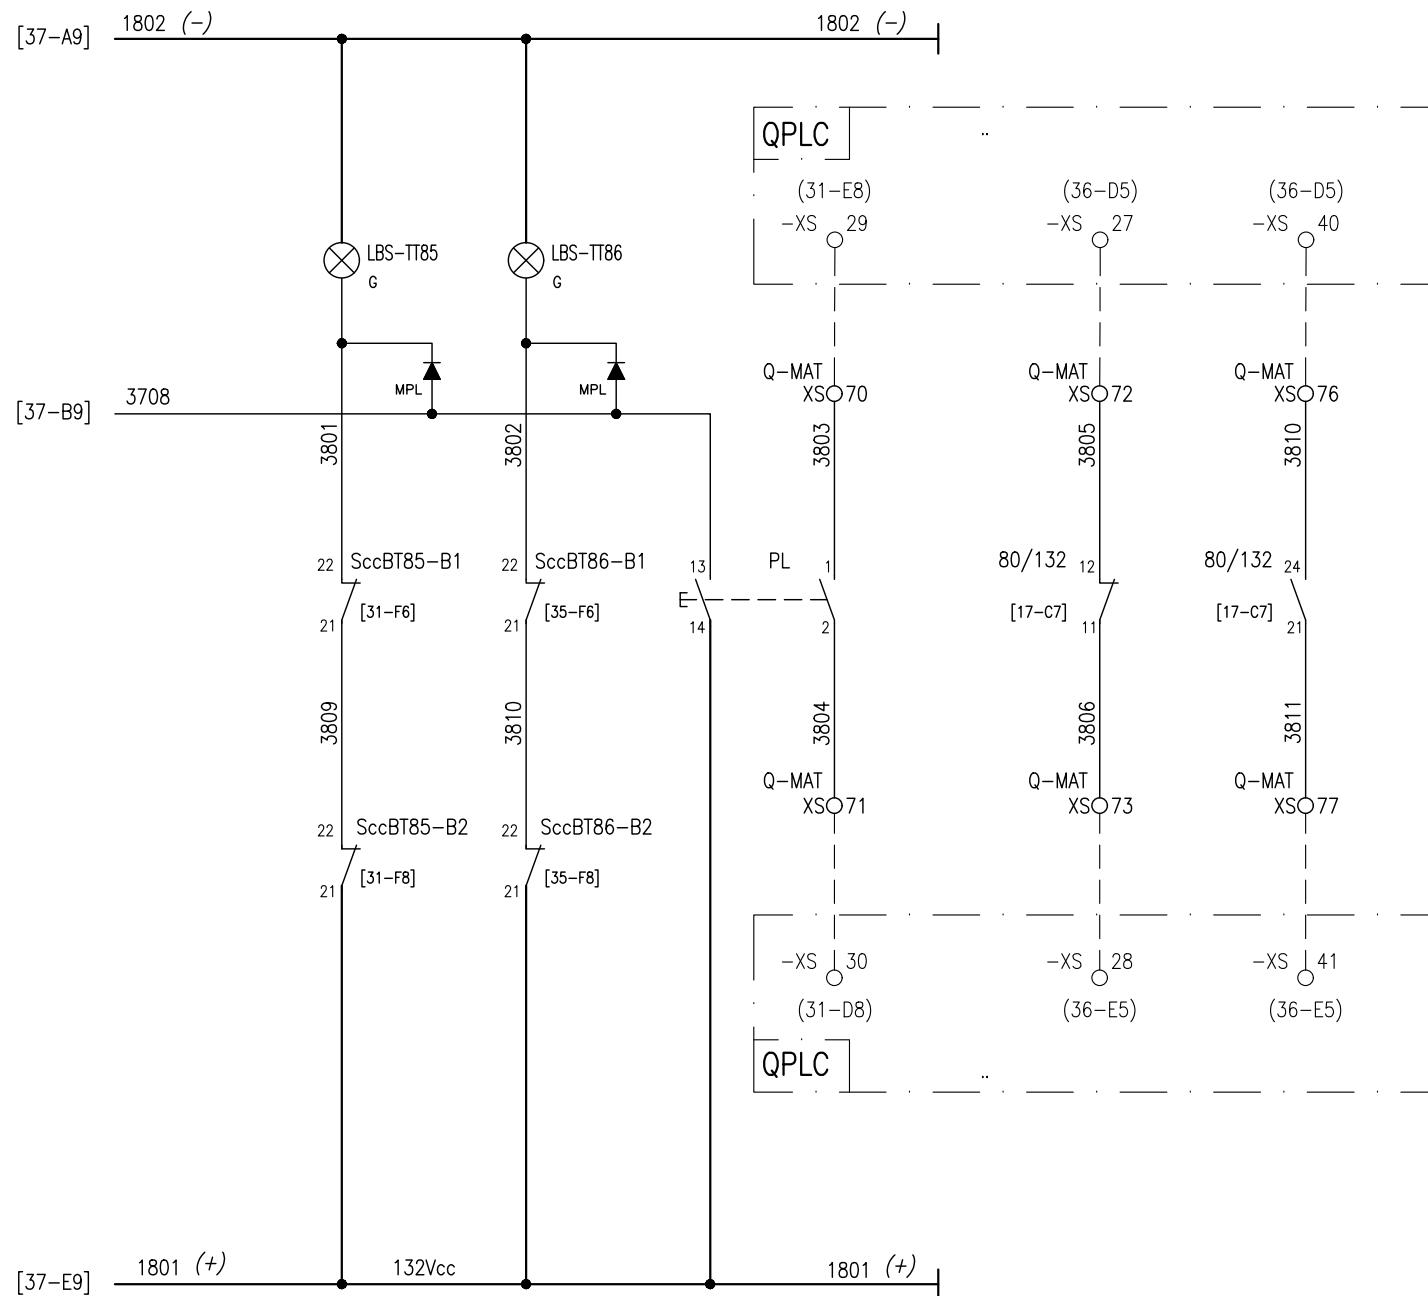 [37-A9] 1802 (-) 1802 (-)
QPLC ..
(31-E8) (36-D5) (36-D5)
-XS 29 -XS 27 -XS 40
LBS-TT85 LBS-TT86
G G
Q-MAT Q-MAT Q-MAT
MPL MPL
XS 70 XS 72 XS 76
[37-B9] 3708
3801 3802 3803 3805 3810
22 SccBT85-B1 22 SccBT86-B1 13 PL 1 80/132 12 80/132 24
[31-F6] [35-F6] [17-C7] [17-C7]
21 21 14 2 11 21
3809 3810 3804 3806 3811
Q-MAT Q-MAT Q-MAT
XS 71 XS 73 XS 77
22 SccBT85-B2 22 SccBT86-B2
[31-F8] [35-F8]
21 21
-XS 30 -XS 28 -XS 41
(31-D8) (36-E5) (36-E5)
QPLC ..
1801 (+) 132Vcc 1801 (+)
[37-E9]